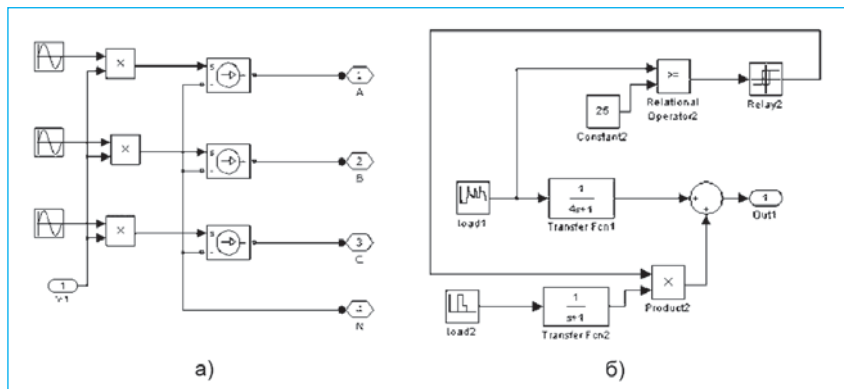 s
-
1
A
s
-
2
B
s
-
3
C
1
N
а)
>=
Relational
Operator2
Relay2
25
Constant2
load1
1
4s+1
Transfer Fcn1
+
+
1
Out1
×
Product2
load2
1
s+1
Transfer Fcn2
б)